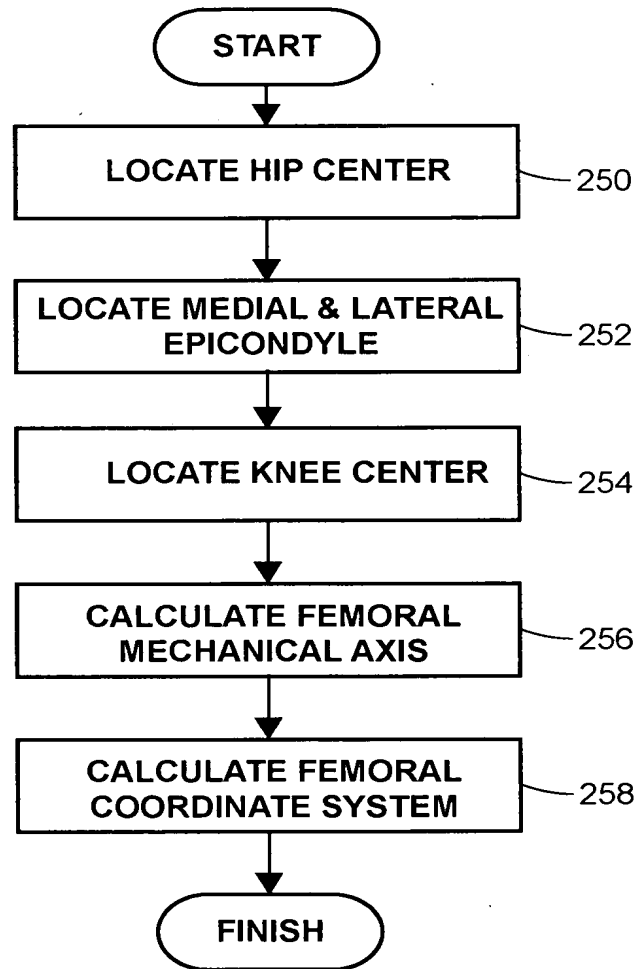 START
LOCATE HIP CENTER
250
LOCATE MEDIAL & LATERAL
EPICONDYLE
252
LOCATE KNEE CENTER
254
CALCULATE FEMORAL
MECHANICAL AXIS
256
CALCULATE FEMORAL
COORDINATE SYSTEM
258
FINISH